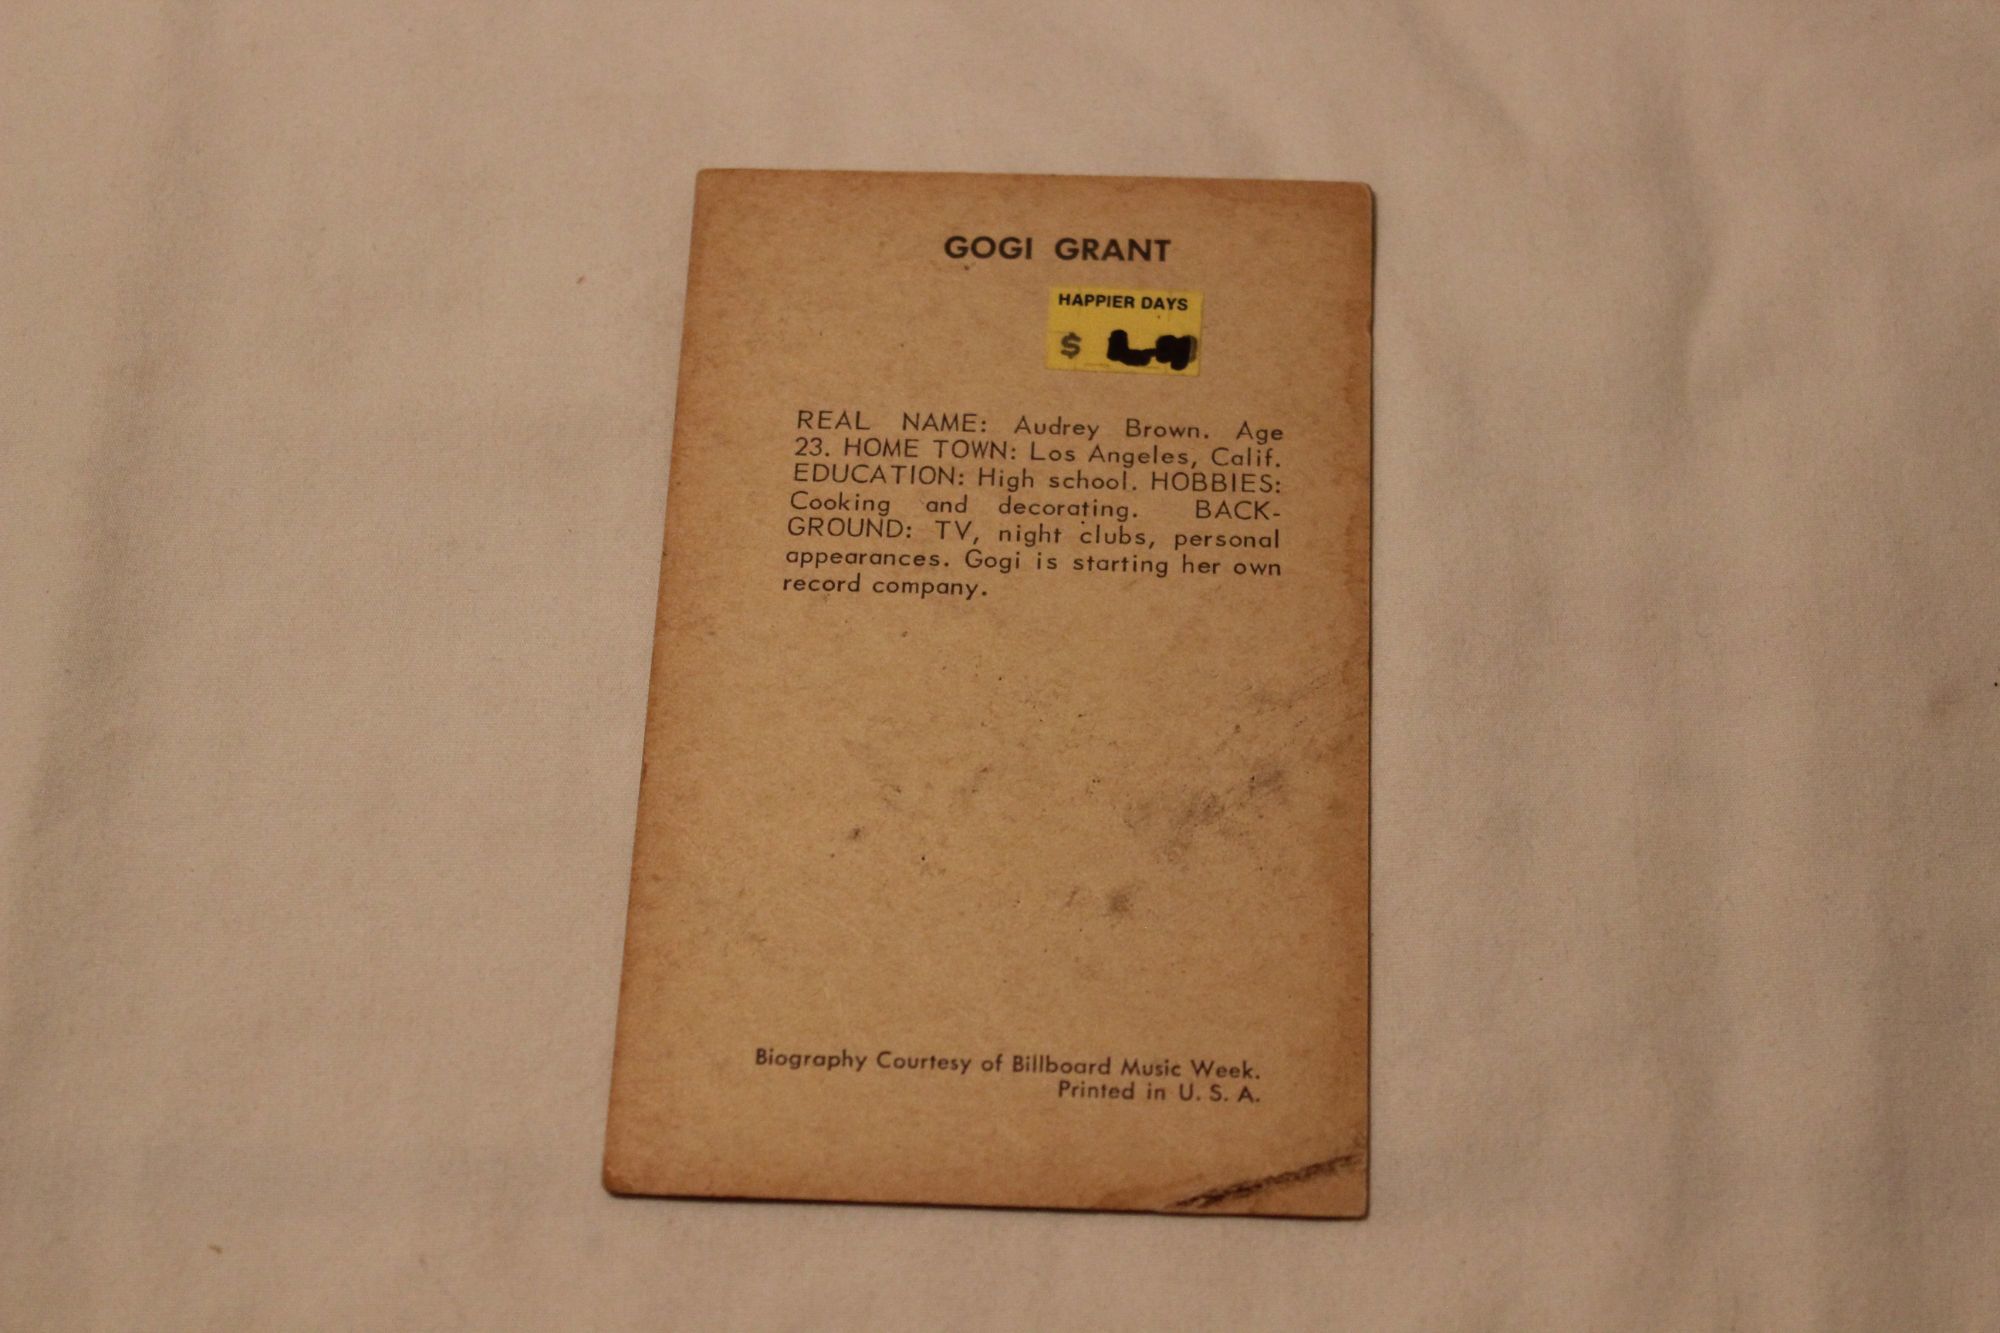 GOGI GRANT
HAPPIER DAYS
$
REAL NAME: Audrey Brown. Age
23. HOME TOWN: Los Angeles, Calif.
EDUCATION: High school. HOBBIES:
Cooking and decorating. BACK-
GROUND: TV, night clubs, personal
appearances. Gogi is starting her own
record company.
Biography Courtesy of Billboard Music Week.
Printed in U. S. A.